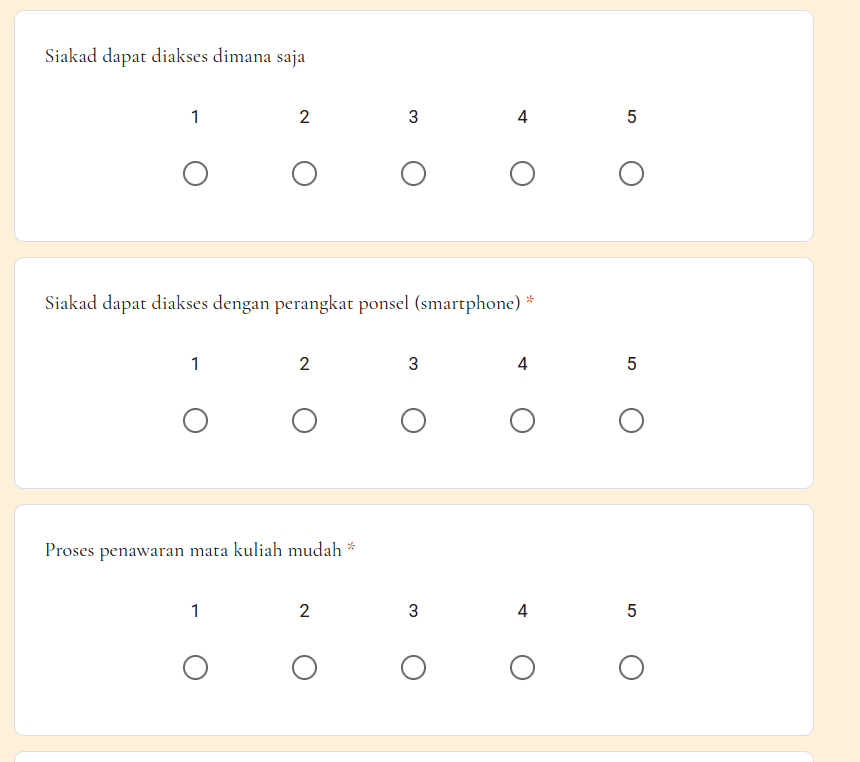 Siakad dapat diakses dimana saja
1 2 3 4 5
Siakad dapat diakses dengan perangkat ponsel (smartphone) *
1 2 3 4 5
Proses penawaran mata kuliah mudah *
1 2 3 4 5